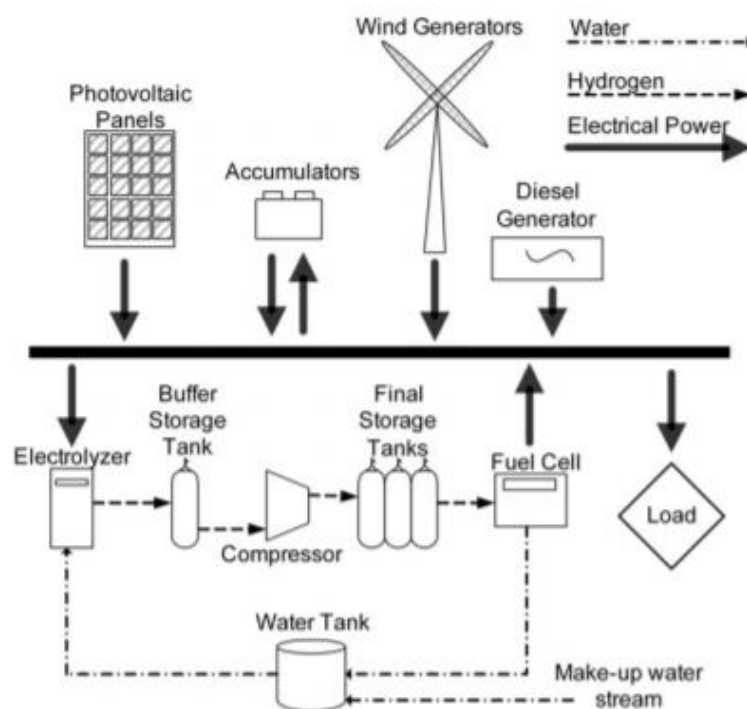 Wind Generators
Water
Hydrogen
Electrical Power
Photovoltaic
Panels
Accumulators
Diesel
Generator
Buffer
Storage
Tank
Final
Storage
Tanks
Electrolyzer
Fuel Cell
Load
Compressor
Water Tank
Make-up water
stream